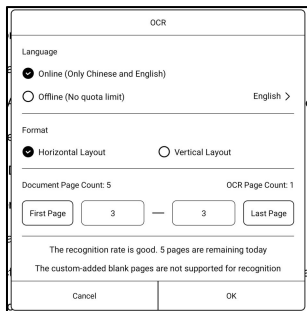 OCR
Language
Online (Only Chinese and English)
Offline (No quota limit) English >
Format
Horizontal Layout Vertical Layout
Document Page Count: 5 OCR Page Count: 1
First Page 3 — 3 Last Page
The recognition rate is good. 5 pages are remaining today
The custom-added blank pages are not supported for recognition
Cancel OK